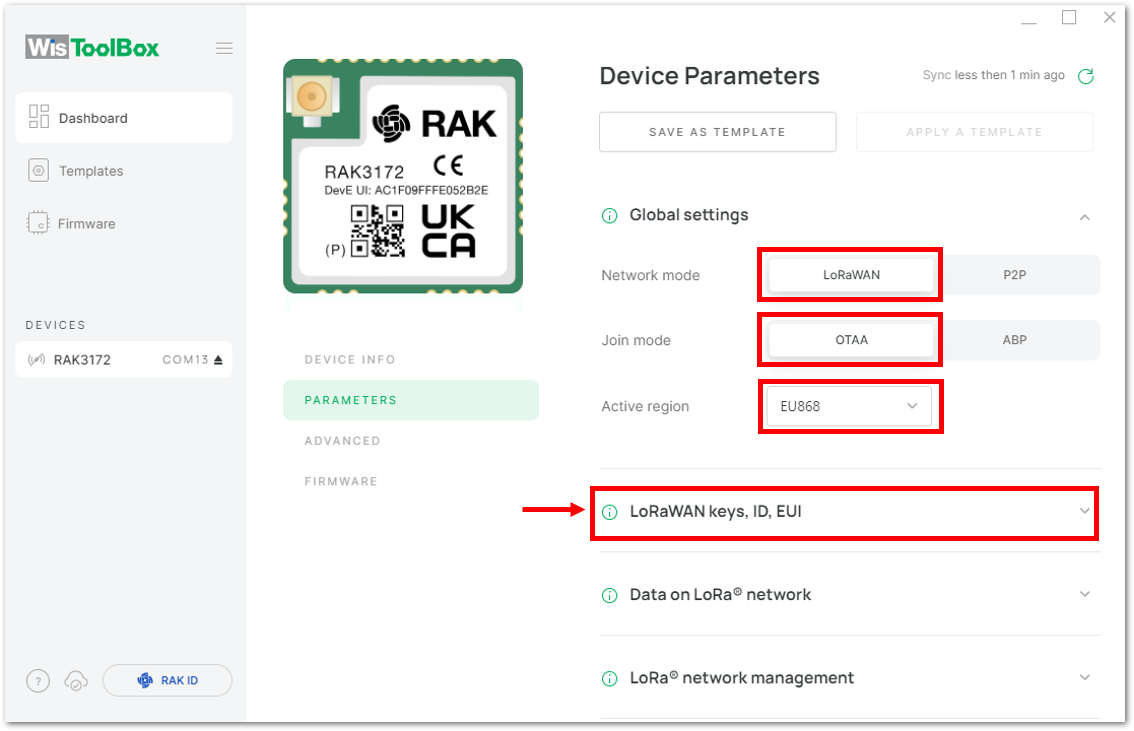 WisToolBox
Dashboard
Templates
Firmware
DEVICES
RAK3172 COM13
?
RAK ID
RAK
RAK3172 CE
DevE UI: AC1F09FFFE052B2E
(P) UK
CA
DEVICE INFO
PARAMETERS
ADVANCED
FIRMWARE
Device Parameters Sync less then 1 min ago
SAVE AS TEMPLATE APPLY A TEMPLATE
Global settings
Network mode LoRaWAN P2P
Join mode OTAA ABP
Active region EU868
LoRaWAN keys, ID, EUI
Data on LoRa® network
LoRa® network management